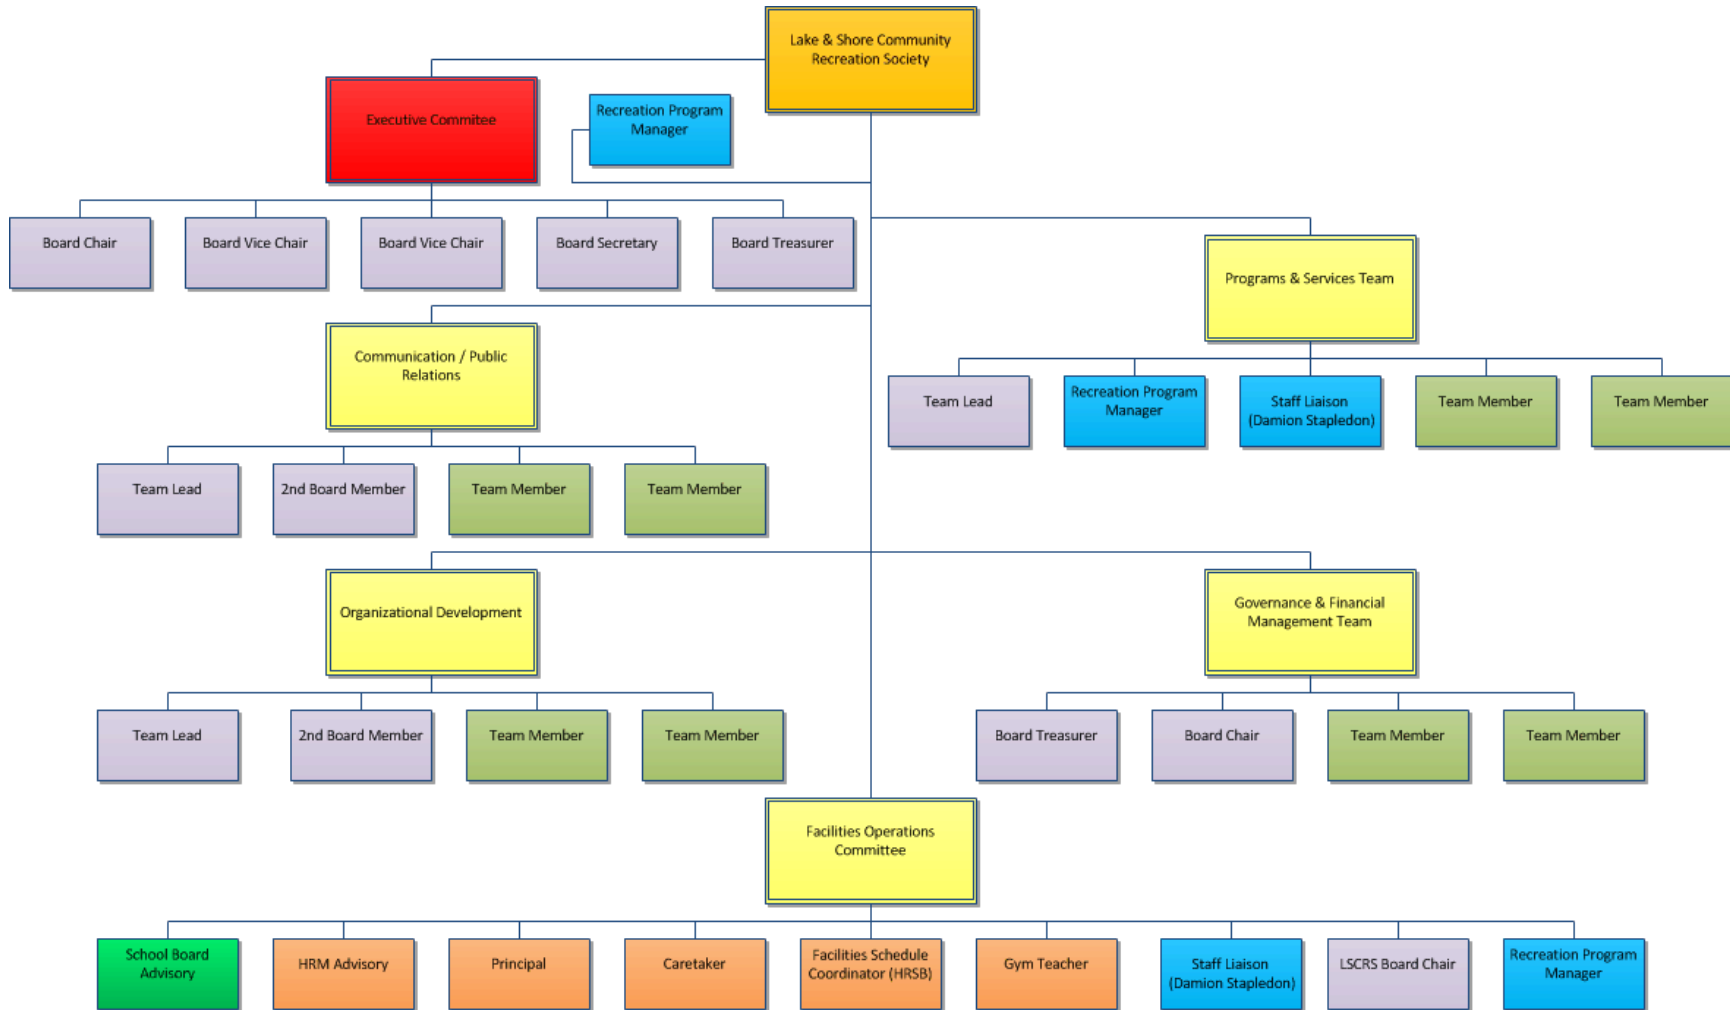 Lake & Shore Community
Recreation Society
Executive Commitee
Recreation Program
Manager
Board Chair
Board Vice Chair
Board Vice Chair
Board Secretary
Board Treasurer
Programs & Services Team
Communication / Public
Relations
Team Lead
Recreation Program
Manager
Staff Liaison
(Damion Stapledon)
Team Member
Team Member
Team Lead
2nd Board Member
Team Member
Team Member
Organizational Development
Governance & Financial
Management Team
Team Lead
2nd Board Member
Team Member
Team Member
Board Treasurer
Board Chair
Team Member
Team Member
Facilities Operations
Committee
School Board
Advisory
HRM Advisory
Principal
Caretaker
Facilities Schedule
Coordinator (HRSB)
Gym Teacher
Staff Liaison
(Damion Stapledon)
LSCRS Board Chair
Recreation Program
Manager